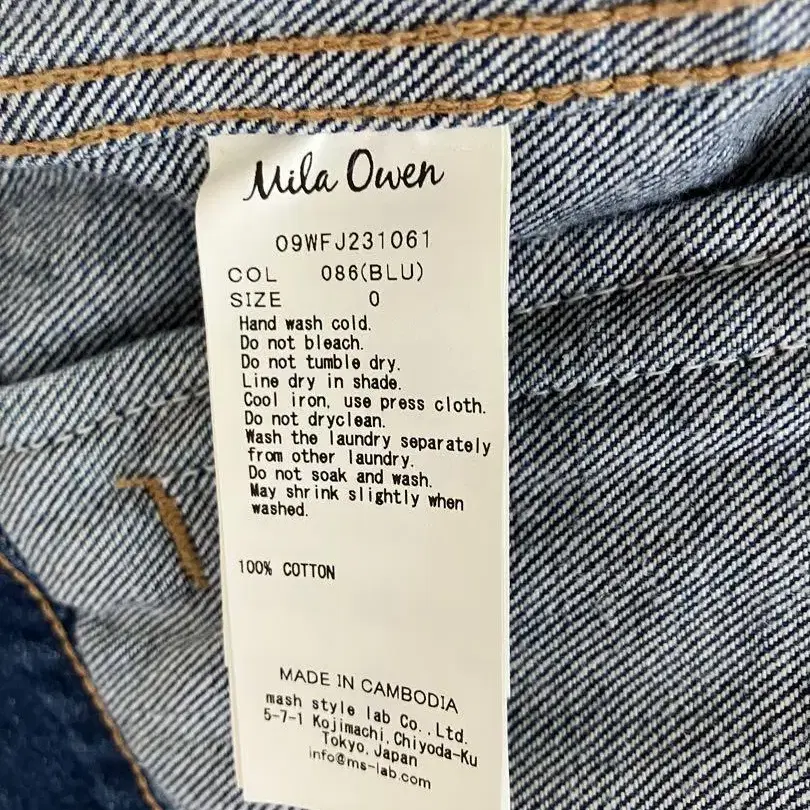 Mila Owen
09WFJ231061
COL 086(BLU)
SIZE 0
Hand wash cold.
Do not bleach.
Do not tumble dry.
Line dry in shade.
Cool iron, use press cloth.
Do not dryclean.
Wash the laundry separately
from other laundry.
Do not soak and wash.
May shrink slightly when
washed.
100% COTTON
MADE IN CAMBODIA
mash style lab Co.,Ltd.
5-7-1 Kojimachi,Chiyoda-Ku
Tokyo,Japan
info@ms-lab.com